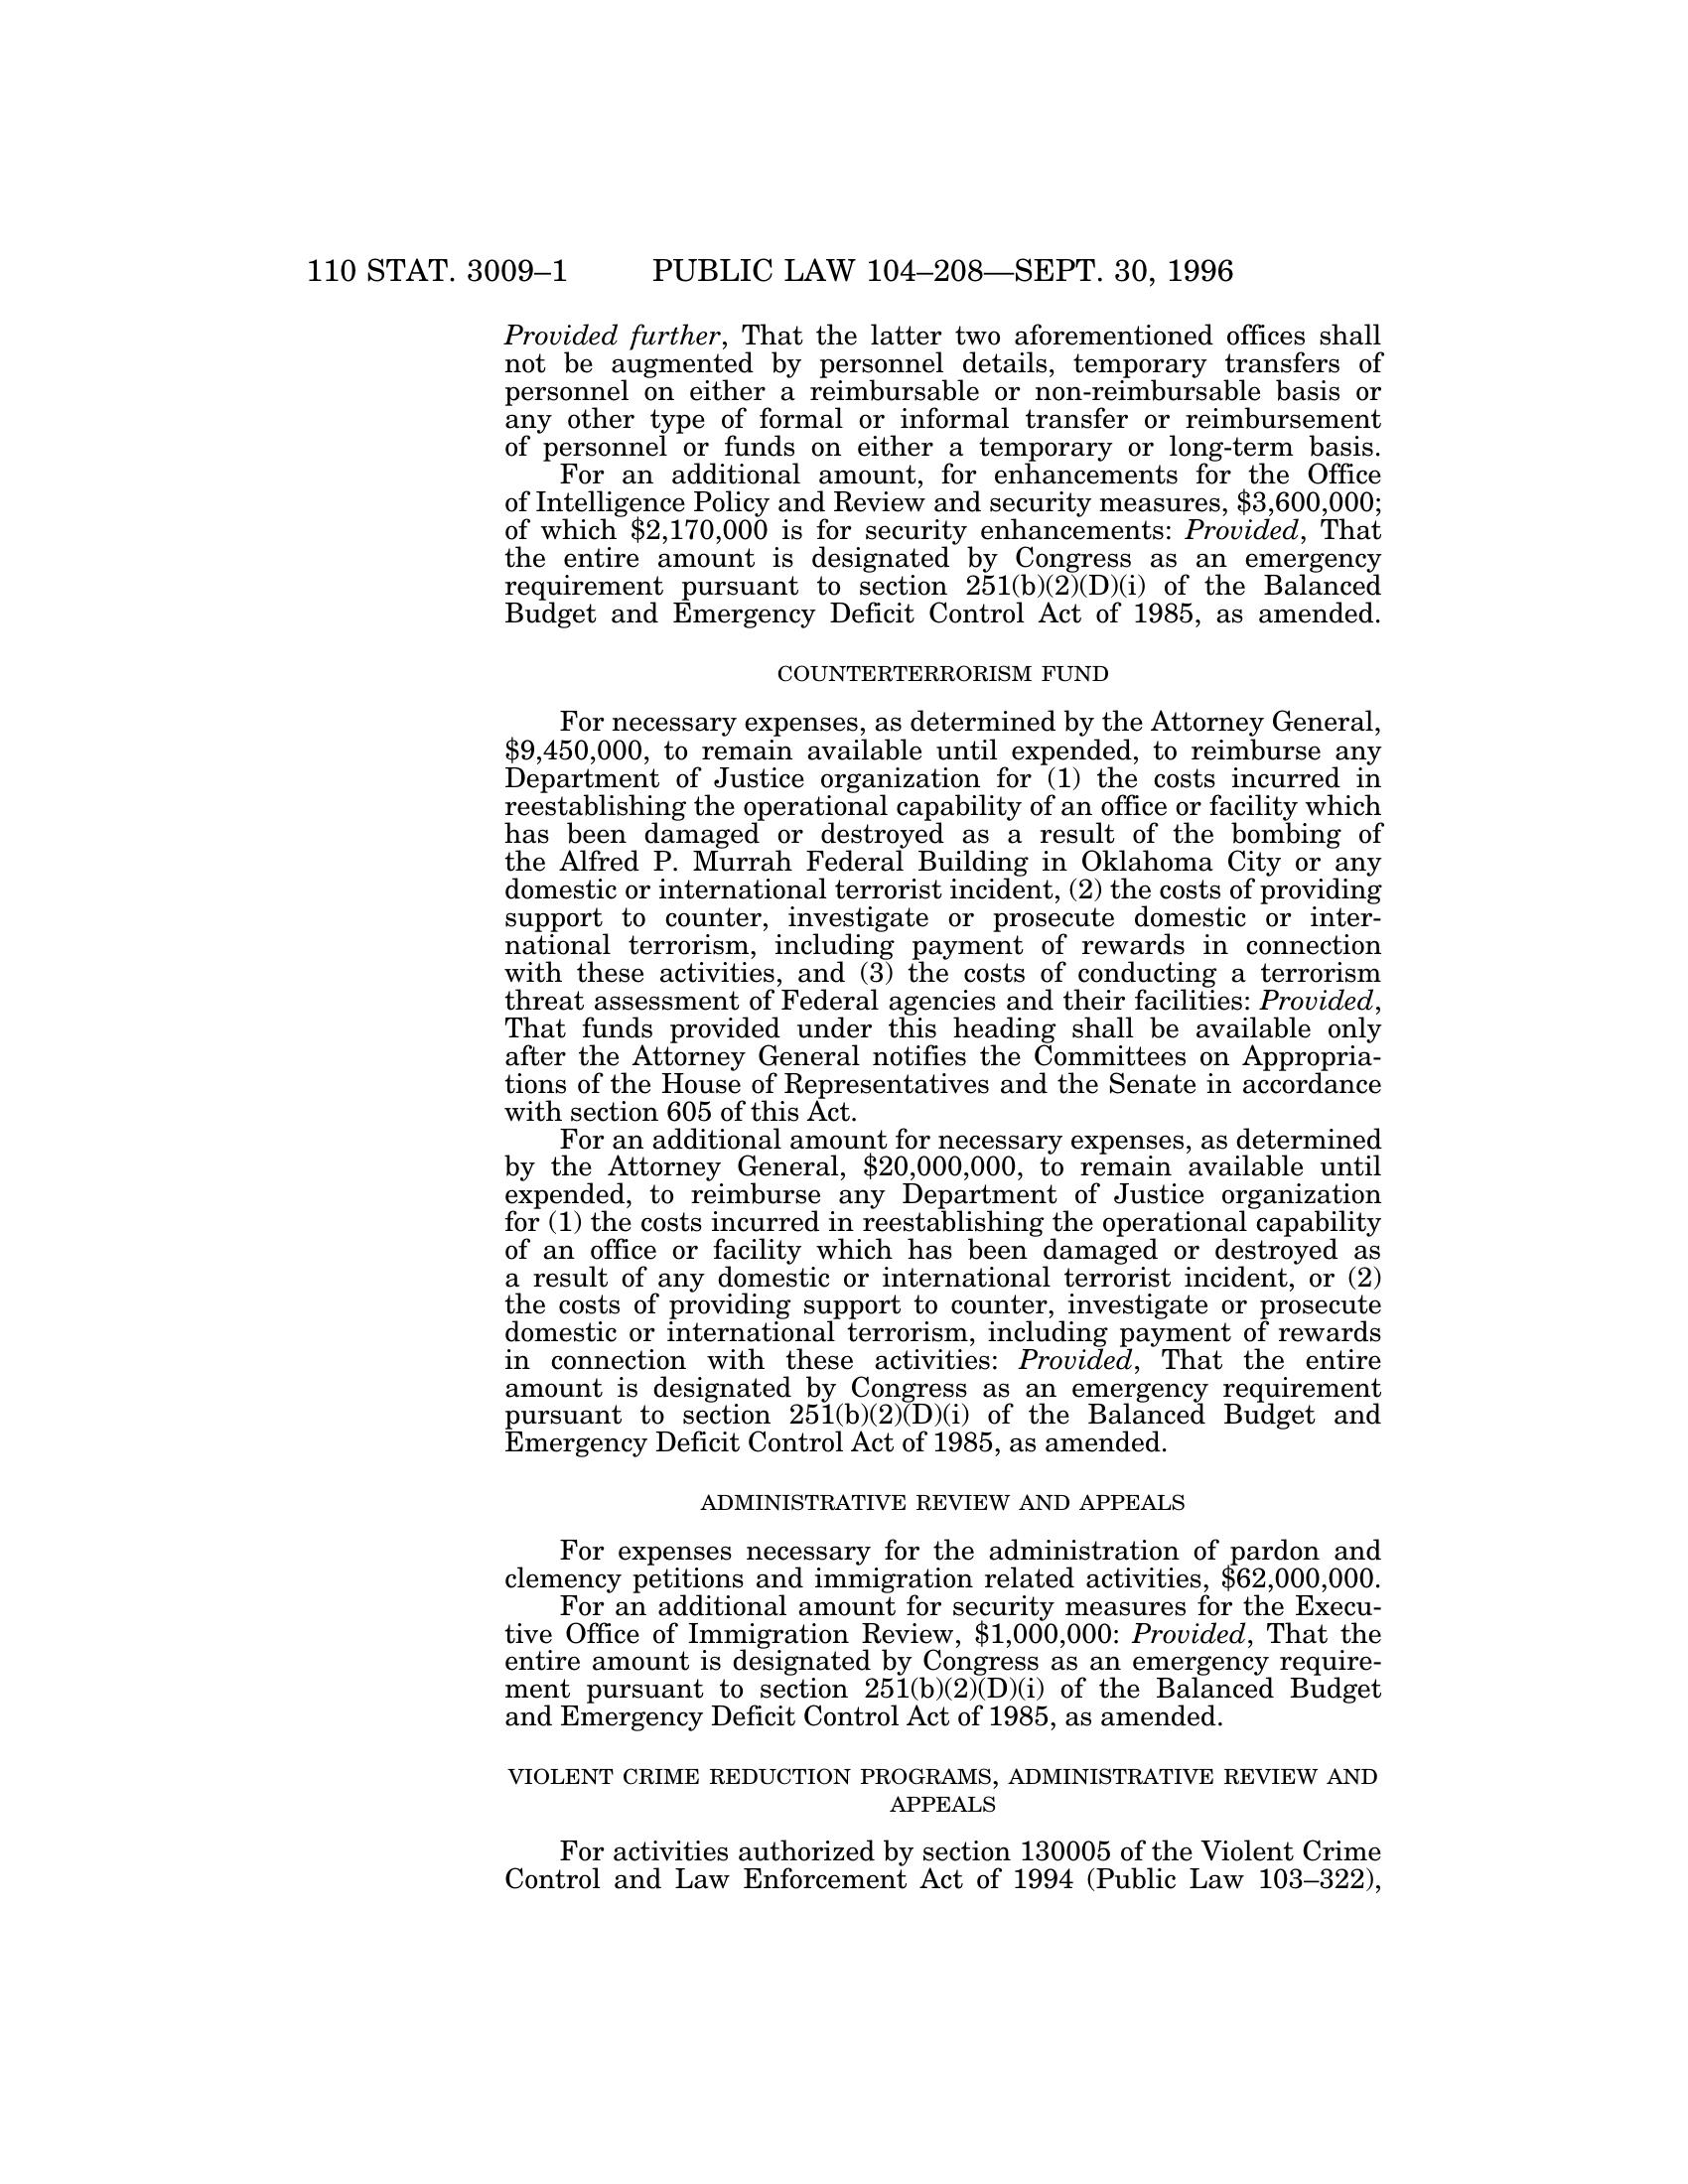 110 STAT. 3009–1 PUBLIC LAW 104–208—SEPT. 30, 1996
Provided further, That the latter two aforementioned offices shall
not be augmented by personnel details, temporary transfers of
personnel on either a reimbursable or non-reimbursable basis or
any other type of formal or informal transfer or reimbursement
of personnel or funds on either a temporary or long-term basis.
For an additional amount, for enhancements for the Office
of Intelligence Policy and Review and security measures, $3,600,000;
of which $2,170,000 is for security enhancements: Provided, That
the entire amount is designated by Congress as an emergency
requirement pursuant to section 251(b)(2)(D)(i) of the Balanced
Budget and Emergency Deficit Control Act of 1985, as amended.
COUNTERTERRORISM FUND
For necessary expenses, as determined by the Attorney General,
$9,450,000, to remain available until expended, to reimburse any
Department of Justice organization for (1) the costs incurred in
reestablishing the operational capability of an office or facility which
has been damaged or destroyed as a result of the bombing of
the Alfred P. Murrah Federal Building in Oklahoma City or any
domestic or international terrorist incident, (2) the costs of providing
support to counter, investigate or prosecute domestic or inter-
national terrorism, including payment of rewards in connection
with these activities, and (3) the costs of conducting a terrorism
threat assessment of Federal agencies and their facilities: Provided,
That funds provided under this heading shall be available only
after the Attorney General notifies the Committees on Appropria-
tions of the House of Representatives and the Senate in accordance
with section 605 of this Act.
For an additional amount for necessary expenses, as determined
by the Attorney General, $20,000,000, to remain available until
expended, to reimburse any Department of Justice organization
for (1) the costs incurred in reestablishing the operational capability
of an office or facility which has been damaged or destroyed as
a result of any domestic or international terrorist incident, or (2)
the costs of providing support to counter, investigate or prosecute
domestic or international terrorism, including payment of rewards
in connection with these activities: Provided, That the entire
amount is designated by Congress as an emergency requirement
pursuant to section 251(b)(2)(D)(i) of the Balanced Budget and
Emergency Deficit Control Act of 1985, as amended.
ADMINISTRATIVE REVIEW AND APPEALS
For expenses necessary for the administration of pardon and
clemency petitions and immigration related activities, $62,000,000.
For an additional amount for security measures for the Execu-
tive Office of Immigration Review, $1,000,000: Provided, That the
entire amount is designated by Congress as an emergency require-
ment pursuant to section 251(b)(2)(D)(i) of the Balanced Budget
and Emergency Deficit Control Act of 1985, as amended.
VIOLENT CRIME REDUCTION PROGRAMS, ADMINISTRATIVE REVIEW AND
APPEALS
For activities authorized by section 130005 of the Violent Crime
Control and Law Enforcement Act of 1994 (Public Law 103–322),